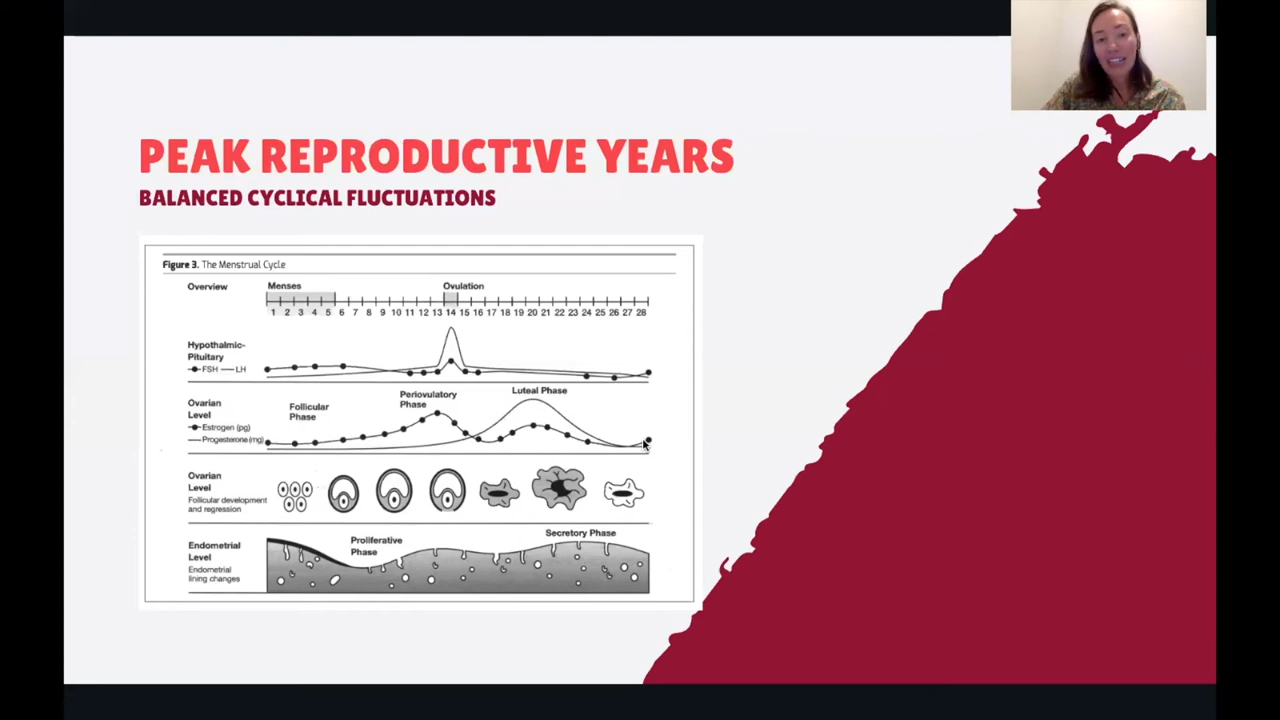 PEAK REPRODUCTIVE YEARS
BALANCED CYCLICAL FLUCTUATIONS
Figure 3. The Menstrual Cycle
Overview
Menses
Ovulation
1 2 3 4 5 6 7 8 9 10 11 12 13 14 15 16 17 18 19 20 21 22 23 24 25 26 27 28
Hypothalmic-
Pituitary
FSH LH
Ovarian
Level
Estrogen (pg)
Progesterone (mg)
Follicular
Phase
Periovulatory
Phase
Luteal Phase
Ovarian
Level
Follicular development
and regression
Endometrial
Level
Endometrial
lining changes
Proliferative
Phase
Secretory Phase